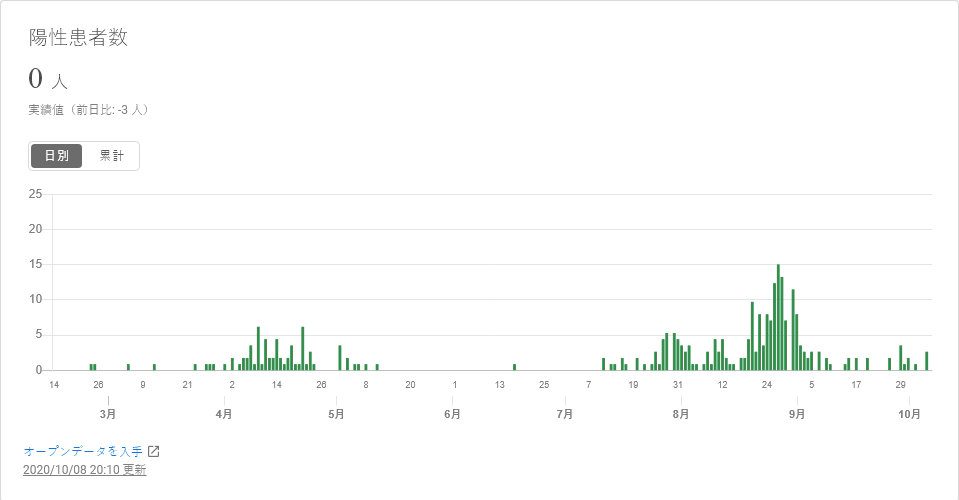 陽性患者数
0 人
実績値（前日比: -3 人）
日別 累計
25
20
15
10
5
0
14 26 9 21 2 14 26 8 20 1 13 25 7 19 31 12 24 5 17 29
3月 4月 5月 6月 7月 8月 9月 10月
オープンデータを入手
2020/10/08 20:10 更新